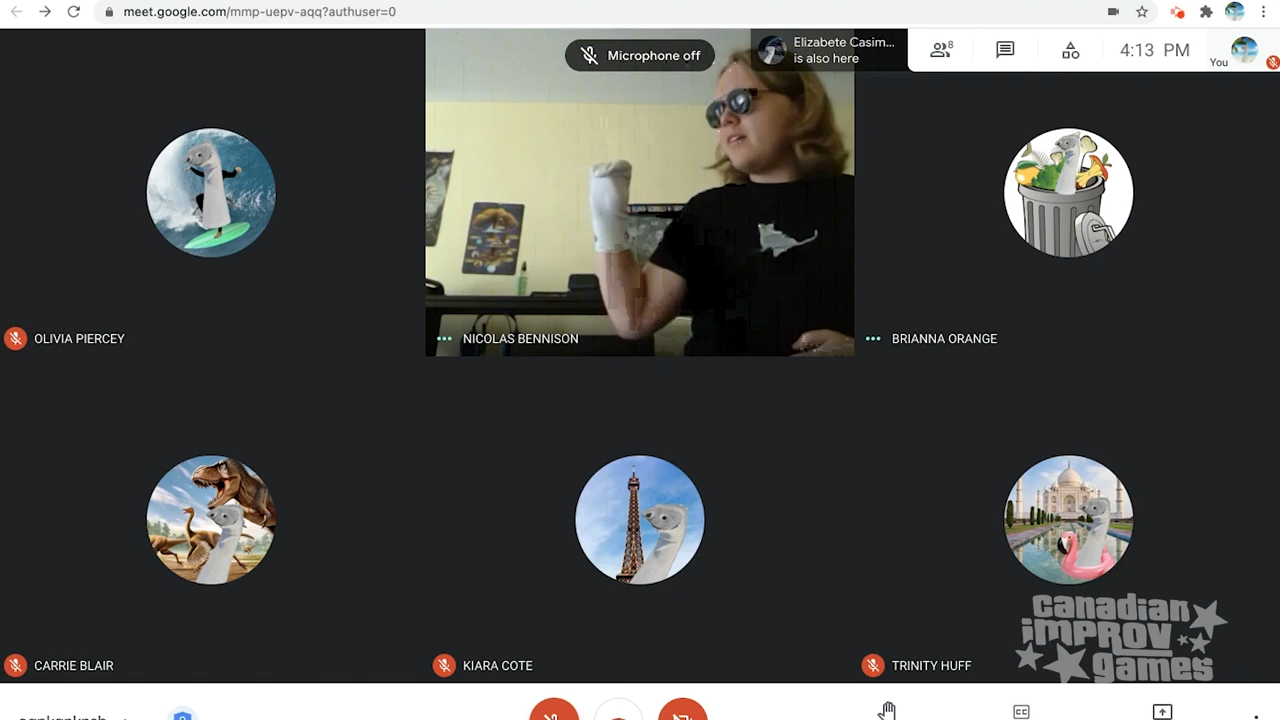 meet.google.com/mmp-uepv-aqq?authuser=0
Microphone off
Elizabete Casim...
is also here
8
4:13 PM
You
OLIVIA PIERCEY
NICOLAS BENNISON
BRIANNA ORANGE
CARRIE BLAIR
KIARA COTE
TRINITY HUFF
canadian
improv
games
CC